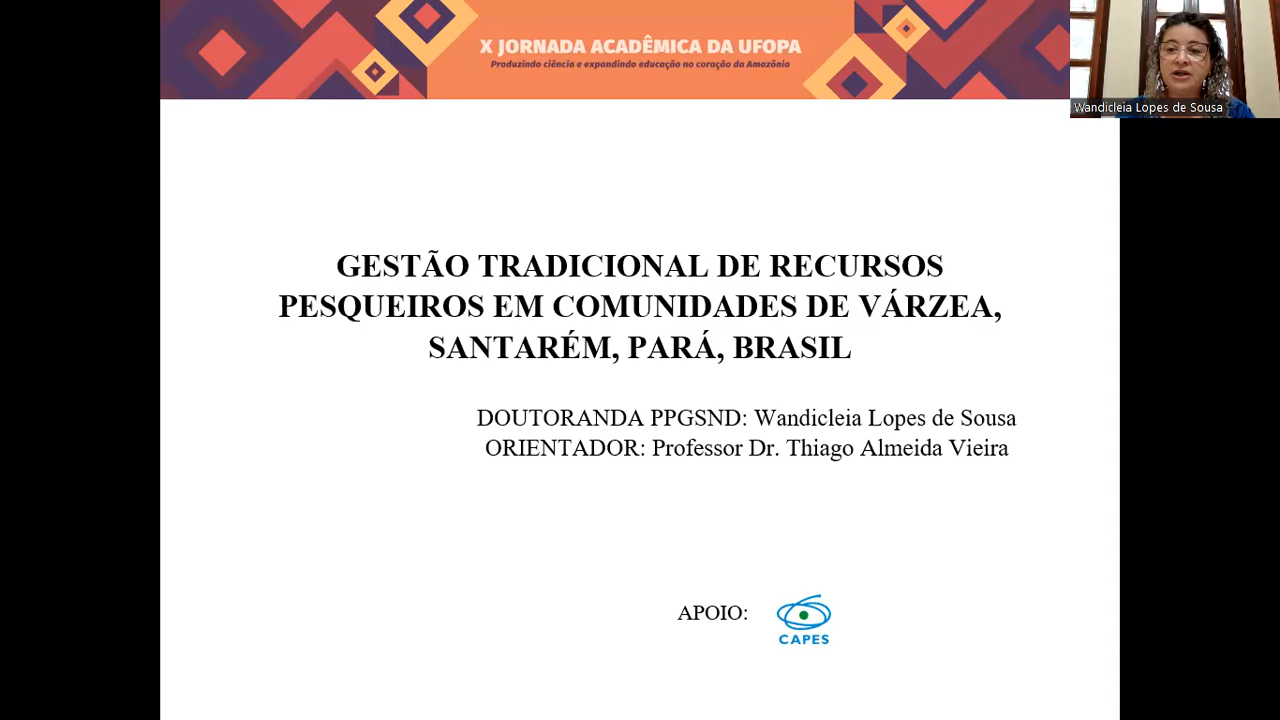 X JORNADA ACADÊMICA DA UFOPA
Produzindo ciência e expandindo educação no coração da Amazônia
Wandicleia Lopes de Sousa
GESTÃO TRADICIONAL DE RECURSOS
PESQUEIROS EM COMUNIDADES DE VÁRZEA,
SANTARÉM, PARÁ, BRASIL
DOUTORANDA PPGSND: Wandicleia Lopes de Sousa
ORIENTADOR: Professor Dr. Thiago Almeida Vieira
APOIO:
CAPES